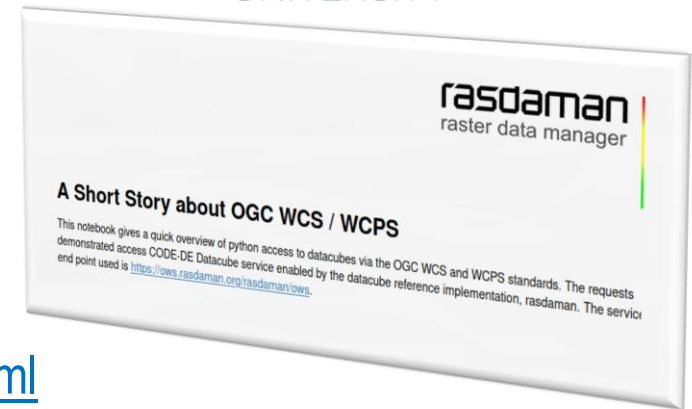 rasdaman
raster data manager
A Short Story about OGC WCS / WCPS
This notebook gives a quick overview of python access to datacubes via the OGC WCS and WCPS standards. The requests
demonstrated access CODE-DE Datacube service enabled by the datacube reference implementation, rasdaman. The service
end point used is https://ows.rasdaman.org/rasdaman/ows.
ml